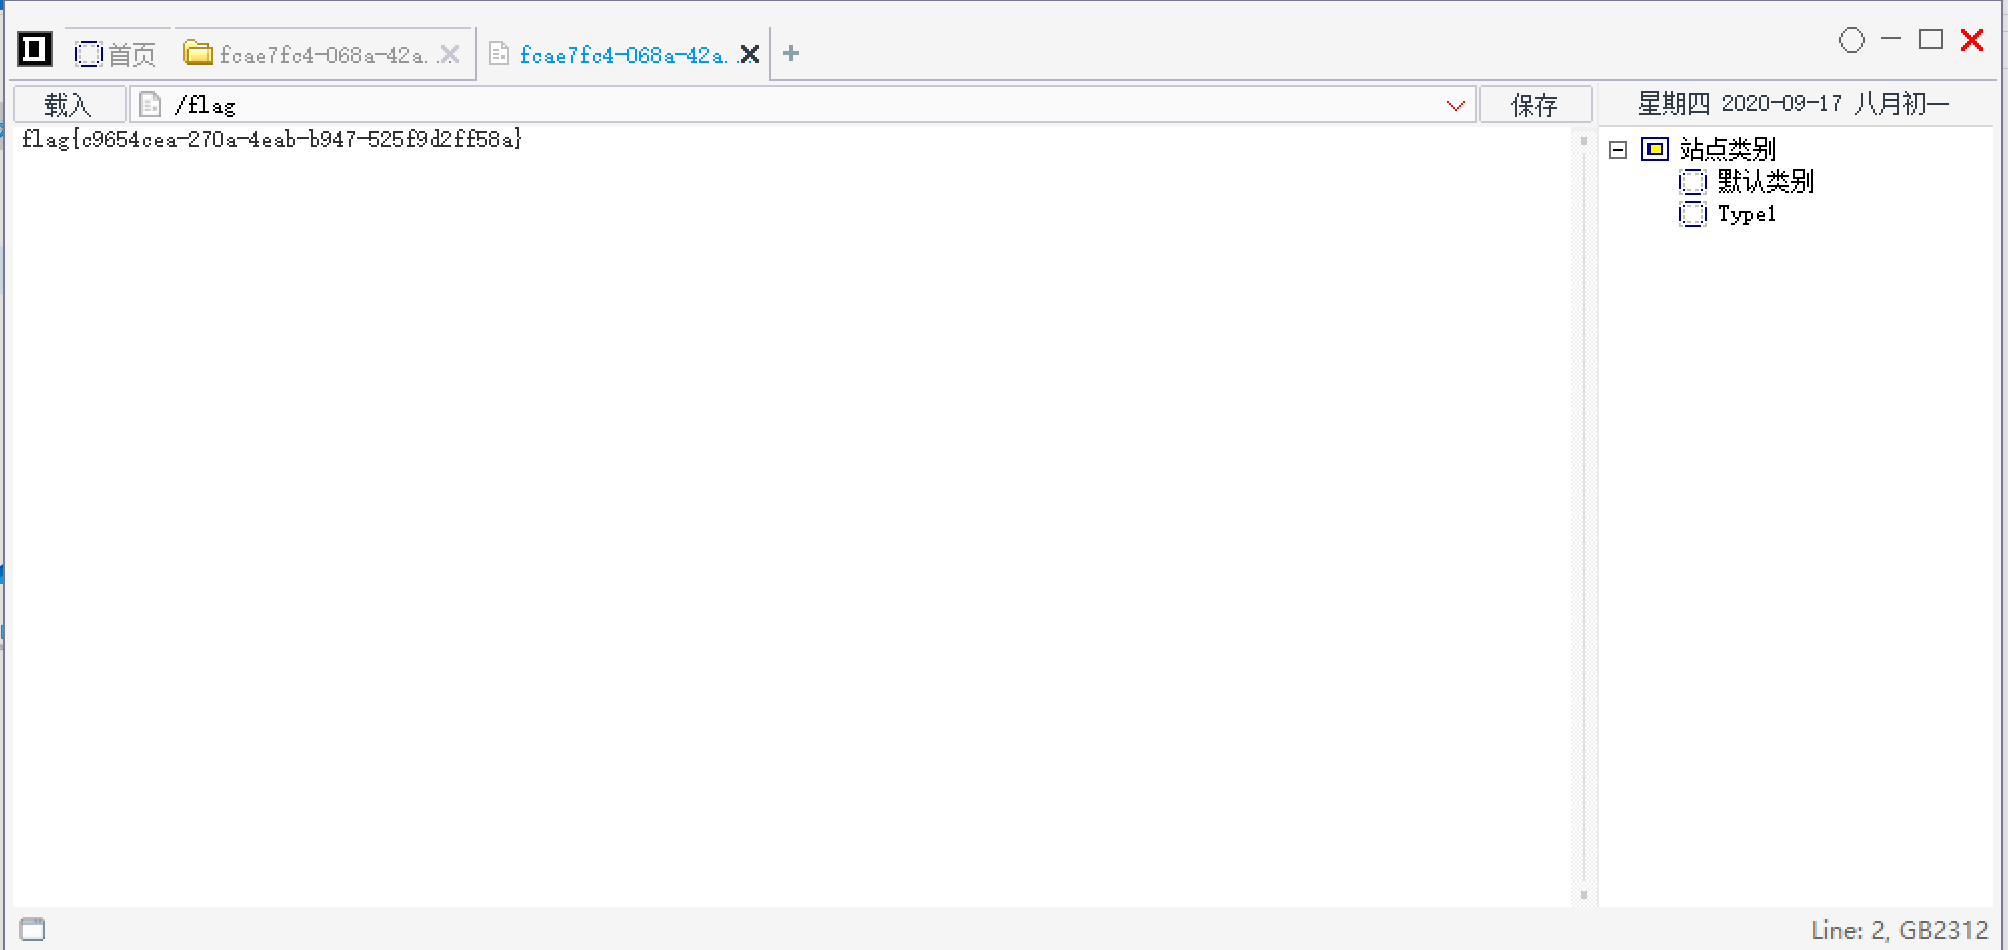 首页 fcae7fc4-068a-42a... fcae7fc4-068a-42a...
载入 /flag 保存 星期四 2020-09-17 八月初一
flag{c9654cea-270a-4eab-b947-525f9d2ff58a}
站点类别
默认类别
Type1
Line: 2, GB2312